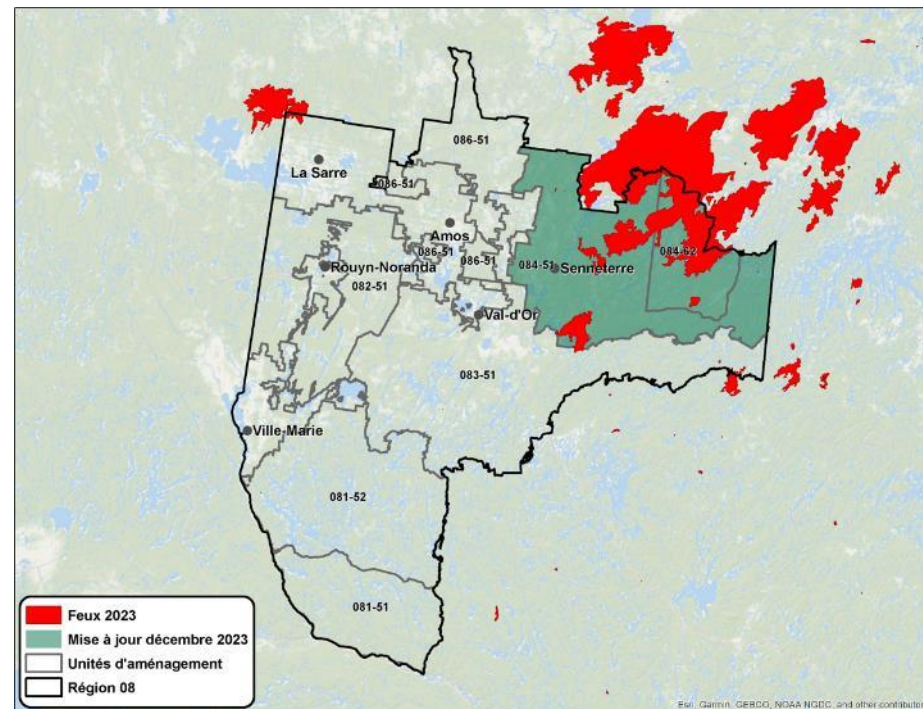 086-51
La Sarre
086-51
Amos
086-51
086-51
084-51
Senneterre
084-62
Rouyn-Noranda
082-51
Val-d'Or
083-51
Ville-Marie
081-52
081-51
Feux 2023
Mise à jour décembre 2023
Unités d'aménagement
Région 08
Esri, Garmin, GEBCO, NOAA NGDC, and other contributor